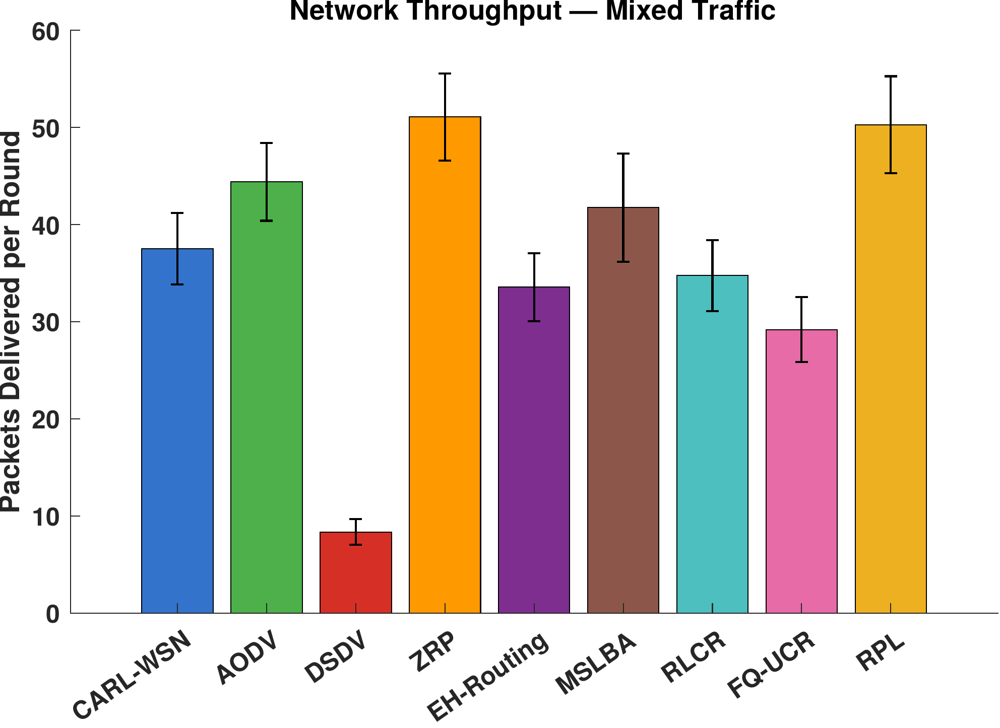 Network Throughput — Mixed Traffic
Packets Delivered per Round
60
50
40
30
20
10
0
CARL-WSN
AODV
DSDV
ZRP
EH-Routing
MSLBA
RLCR
FQ-UCR
RPL